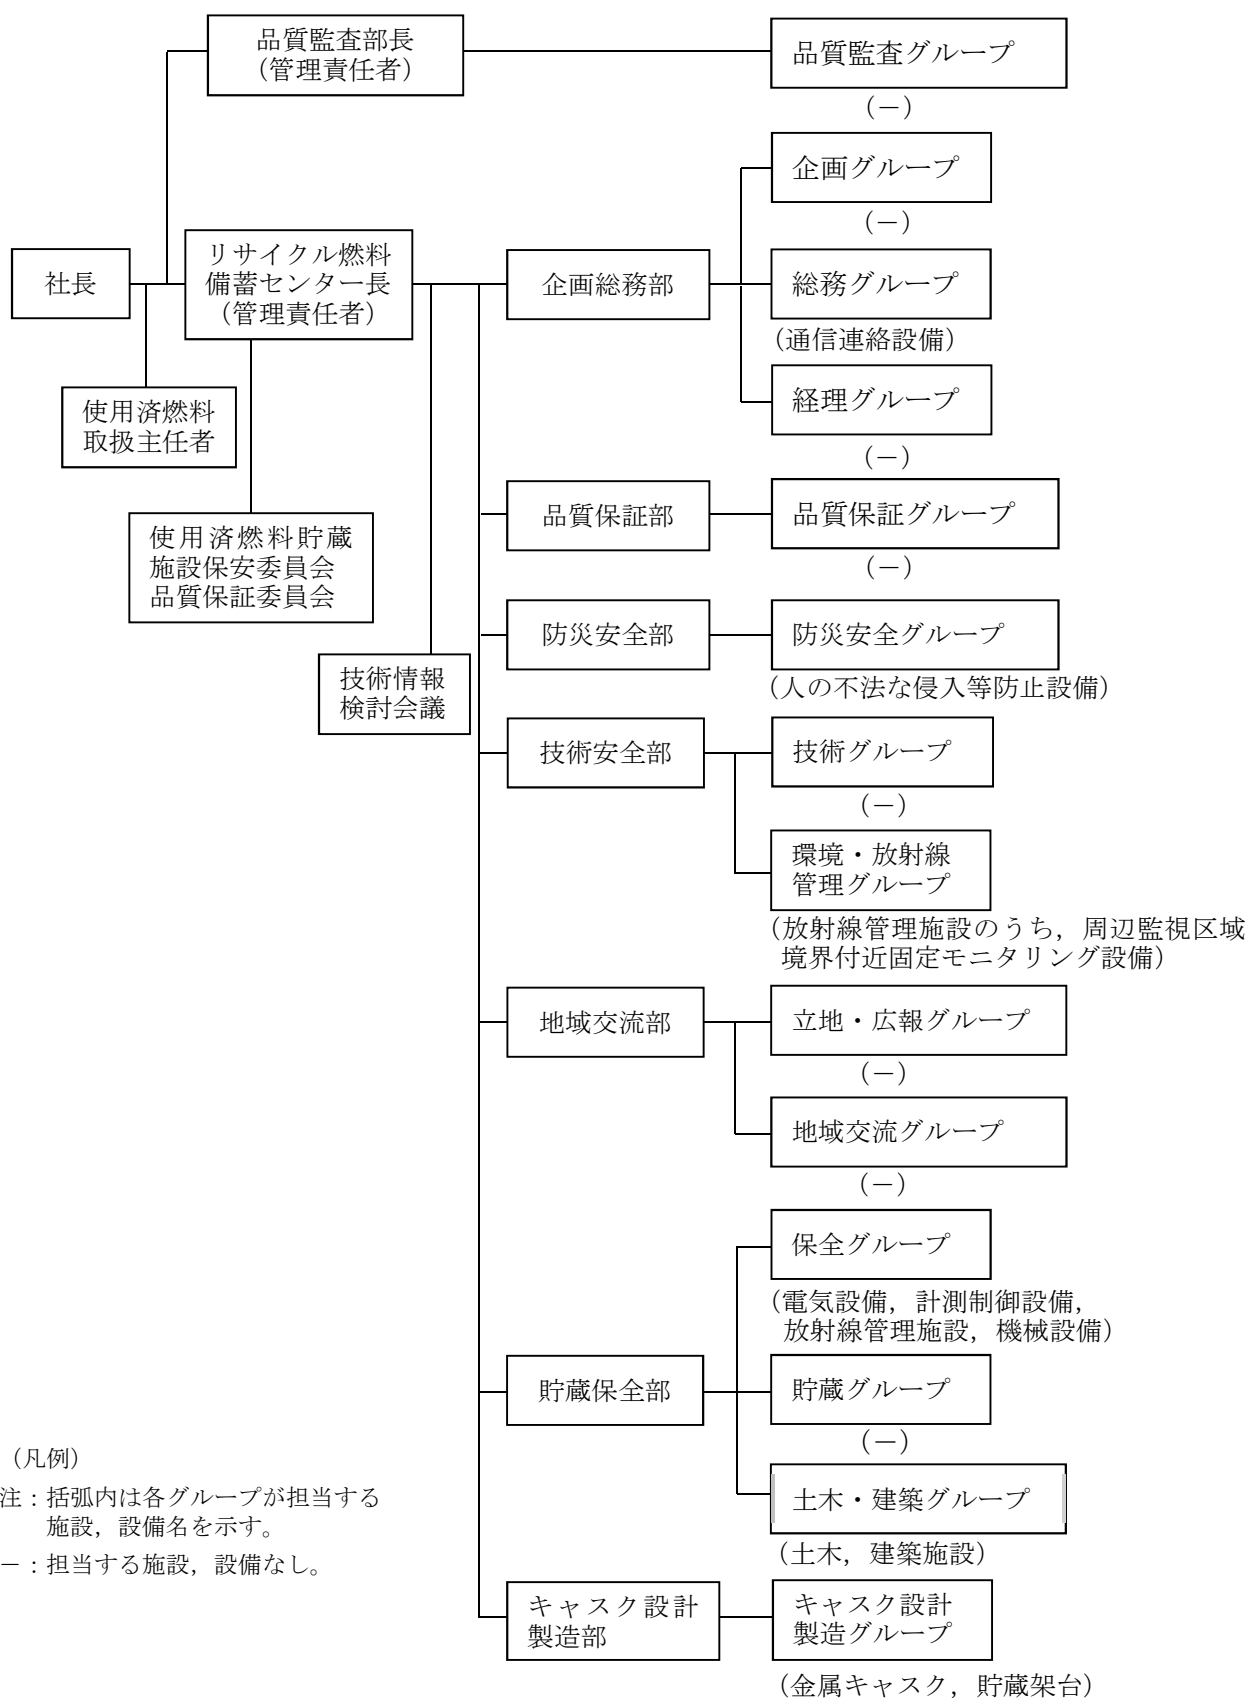 品質監査部長
（管理責任者）
品質監査グループ
（－）
企画グループ
（－）
社長
リサイクル燃料
備蓄センター長
（管理責任者）
企画総務部
総務グループ
（通信連絡設備）
経理グループ
（－）
使用済燃料
取扱主任者
使用済燃料貯蔵
施設保安委員会
品質保証委員会
技術情報
検討会議
品質保証部
品質保証グループ
（－）
防災安全部
防災安全グループ
（人の不法な侵入等防止設備）
技術安全部
技術グループ
（－）
環境・放射線
管理グループ
（放射線管理施設のうち，周辺監視区域
境界付近固定モニタリング設備）
地域交流部
立地・広報グループ
（－）
地域交流グループ
（－）
保全グループ
（電気設備，計測制御設備，
放射線管理施設，機械設備）
貯蔵保全部
貯蔵グループ
（－）
土木・建築グループ
（土木，建築施設）
キャスク設計
製造部
キャスク設計
製造グループ
（金属キャスク，貯蔵架台）
（凡例）
注：括弧内は各グループが担当する
施設，設備名を示す。
－：担当する施設，設備なし。